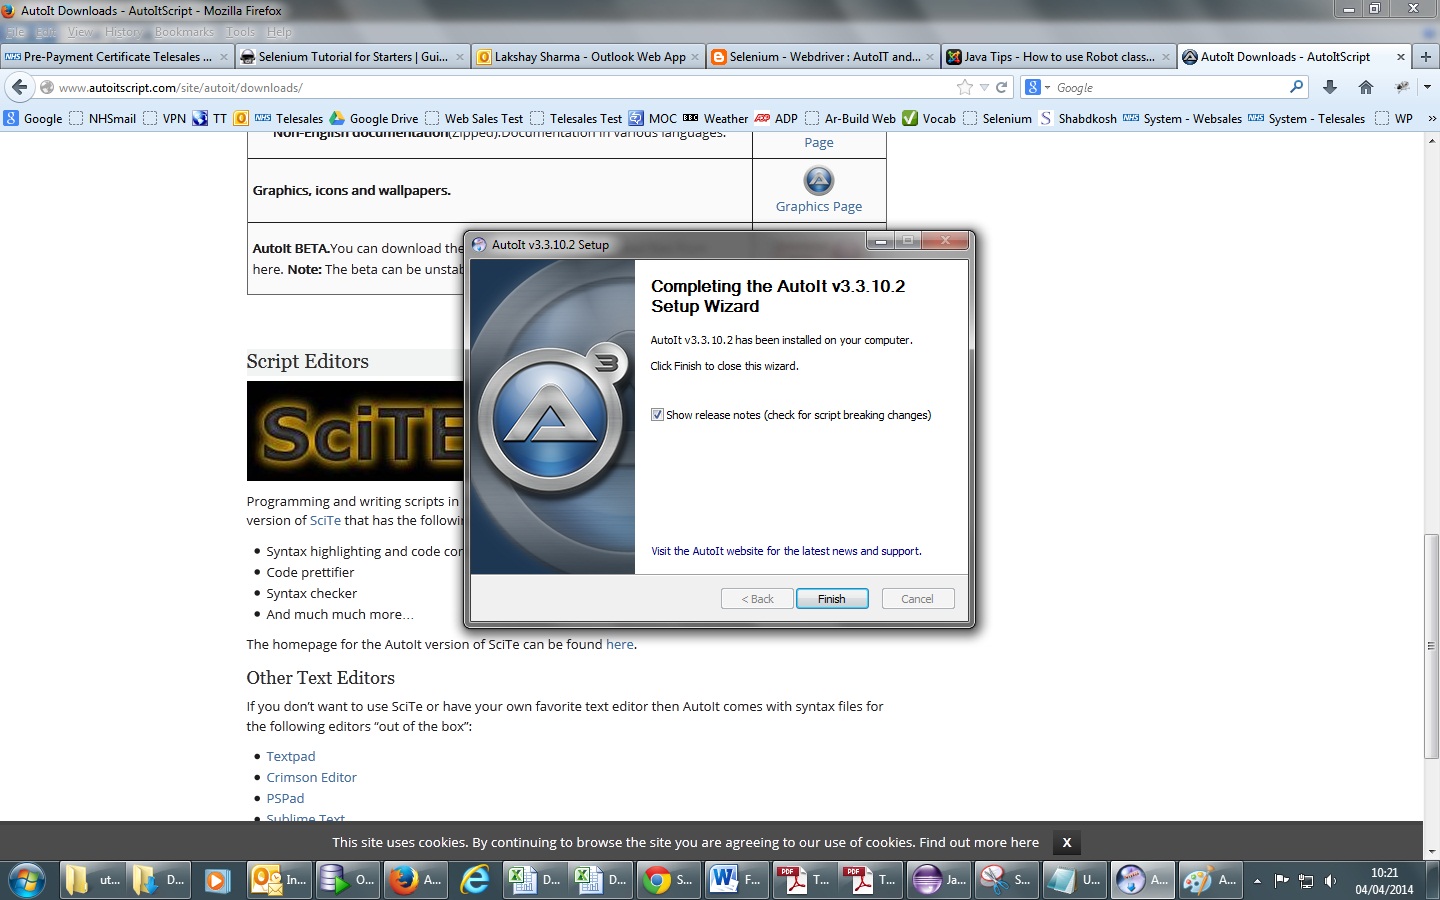 AutoIt Downloads - AutoItScript - Mozilla Firefox
File Edit View History Bookmarks Tools Help
Pre-Payment Certificate Telesales ... Selenium Tutorial for Starters | Gui... Lakshay Sharma - Outlook Web App Selenium - Webdriver : AutoIT and... Java Tips - How to use Robot class... AutoIt Downloads - AutoItScript
www.autoitscript.com/site/autoit/downloads/ Google
Google NHSmail VPN TT Telesales Google Drive Web Sales Test Telesales Test MOC BBC Weather ADP Ar-Build Web Vocab Selenium Shabdkosh System - Websales System - Telesales WP
Non-English documentation(Zipped).Documentation in various languages.
Page
Graphics, icons and wallpapers.
Graphics Page
AutoIt BETA.You can download the
here. Note: The beta can be unstab
AutoIt v3.3.10.2 Setup
Completing the AutoIt v3.3.10.2
Setup Wizard
AutoIt v3.3.10.2 has been installed on your computer.
Click Finish to close this wizard.
Show release notes (check for script breaking changes)
Visit the AutoIt website for the latest news and support.
< Back Finish Cancel
Script Editors
SciTE
Programming and writing scripts in
version of SciTe that has the followin
Syntax highlighting and code con
Code prettifier
Syntax checker
And much much more…
The homepage for the AutoIt version of SciTe can be found here.
Other Text Editors
If you don’t want to use SciTe or have your own favorite text editor then AutoIt comes with syntax files for
the following editors “out of the box”:
Textpad
Crimson Editor
PSPad
Sublime Text
This site uses cookies. By continuing to browse the site you are agreeing to our use of cookies. Find out more here X
ut... D... In... O... A... D... D... S... F... T... T... Ja... S... U... A... A...
10:21
04/04/2014